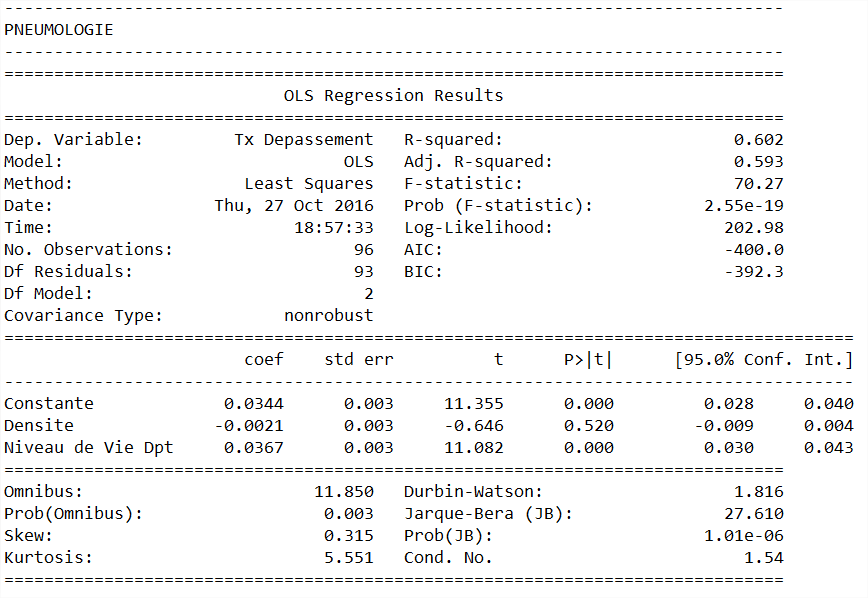 ------------------------------------------------------------------------------
PNEUMOLOGIE
------------------------------------------------------------------------------
==============================================================================
                            OLS Regression Results
==============================================================================
Dep. Variable:         Tx Depassement   R-squared:                       0.602
Model:                            OLS   Adj. R-squared:                  0.593
Method:                 Least Squares   F-statistic:                     70.27
Date:                Thu, 27 Oct 2016   Prob (F-statistic):           2.55e-19
Time:                        18:57:33   Log-Likelihood:                 202.98
No. Observations:                  96   AIC:                            -400.0
Df Residuals:                      93   BIC:                            -392.3
Df Model:                           2
Covariance Type:            nonrobust
=====================================================================================
                        coef    std err          t      P>|t|      [95.0% Conf. Int.]
-------------------------------------------------------------------------------------
Constante             0.0344      0.003     11.355      0.000         0.028     0.040
Densite              -0.0021      0.003     -0.646      0.520        -0.009     0.004
Niveau de Vie Dpt     0.0367      0.003     11.082      0.000         0.030     0.043
==============================================================================
Omnibus:                       11.850   Durbin-Watson:                   1.816
Prob(Omnibus):                  0.003   Jarque-Bera (JB):               27.610
Skew:                           0.315   Prob(JB):                     1.01e-06
Kurtosis:                       5.551   Cond. No.                         1.54
==============================================================================